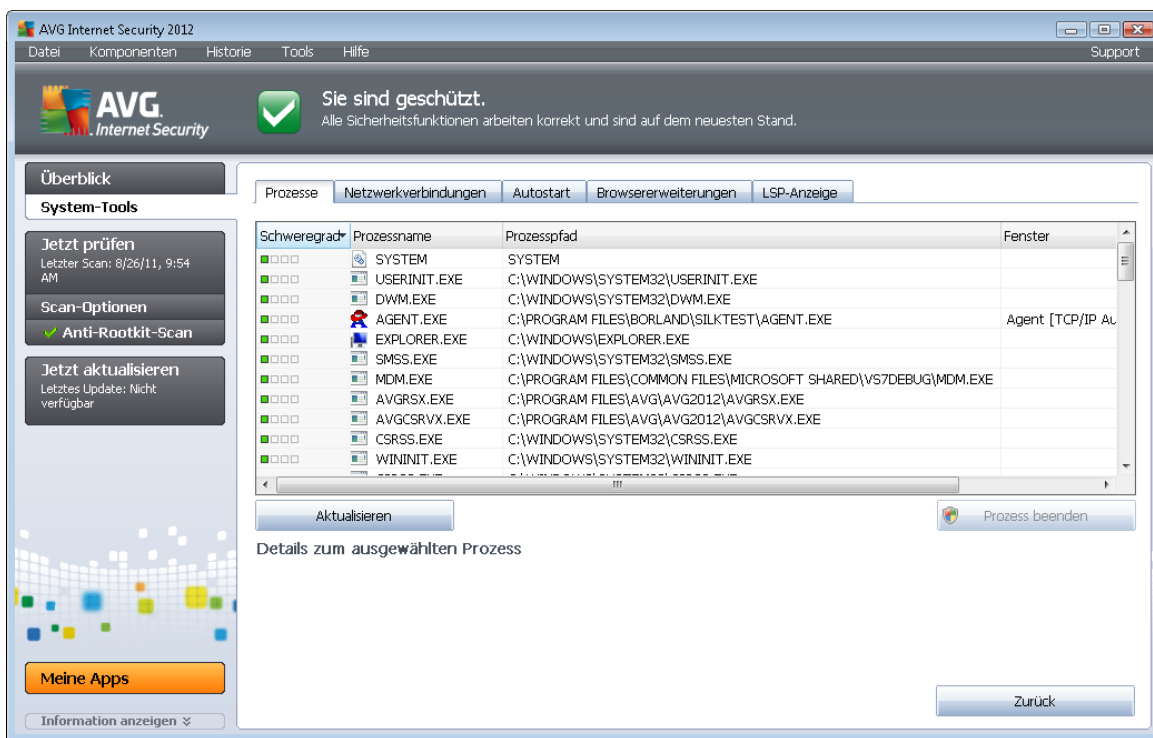 AVG Internet Security 2012
Datei Komponenten Historie Tools Hilfe Support
AVG.
Internet Security
Sie sind geschützt.
Alle Sicherheitsfunktionen arbeiten korrekt und sind auf dem neuesten Stand.
Überblick
System-Tools
Jetzt prüfen
Letzter Scan: 8/26/11, 9:54
AM
Scan-Optionen
Anti-Rootkit-Scan
Jetzt aktualisieren
Letztes Update: Nicht
verfügbar
Meine Apps
Information anzeigen
Prozesse Netzwerkverbindungen Autostart Browsererweiterungen LSP-Anzeige
Schweregrad Prozessname Prozesspfad Fenster
SYSTEM SYSTEM
USERINIT.EXE C:\WINDOWS\SYSTEM32\USERINIT.EXE
DWM.EXE C:\WINDOWS\SYSTEM32\DWM.EXE
AGENT.EXE C:\PROGRAM FILES\BORLAND\SILKTEST\AGENT.EXE Agent [TCP/IP Au
EXPLORER.EXE C:\WINDOWS\EXPLORER.EXE
SMSS.EXE C:\WINDOWS\SYSTEM32\SMSS.EXE
MDM.EXE C:\PROGRAM FILES\COMMON FILES\MICROSOFT SHARED\VS7DEBUG\MDM.EXE
AVGRSX.EXE C:\PROGRAM FILES\AVG\AVG2012\AVGRSX.EXE
AVGCSRVX.EXE C:\PROGRAM FILES\AVG\AVG2012\AVGCSRVX.EXE
CSRSS.EXE C:\WINDOWS\SYSTEM32\CSRSS.EXE
WININIT.EXE C:\WINDOWS\SYSTEM32\WININIT.EXE
Aktualisieren Prozess beenden
Details zum ausgewählten Prozess
Zurück